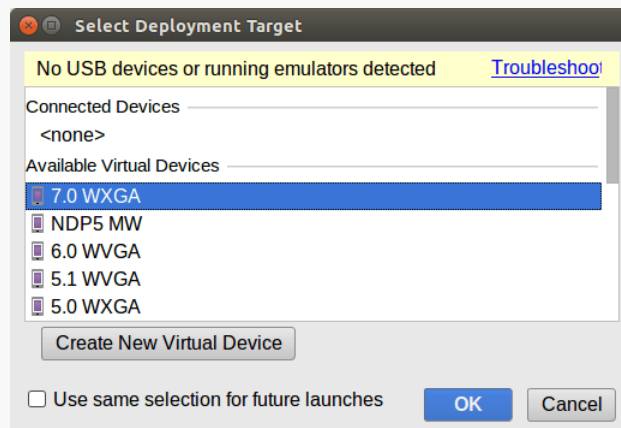 Select Deployment Target
No USB devices or running emulators detected Troubleshoot
Connected Devices
<none>
Available Virtual Devices
7.0 WXGA
NDP5 MW
6.0 WVGA
5.1 WVGA
5.0 WXGA
Create New Virtual Device
Use same selection for future launches OK Cancel